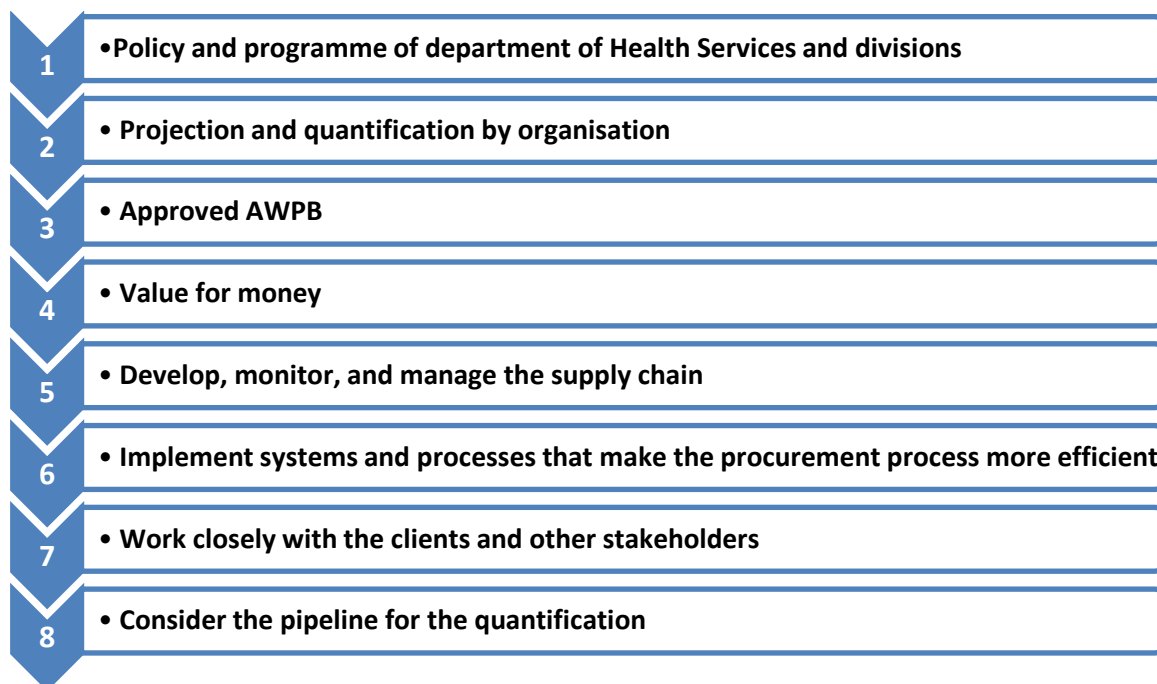 1 •Policy and programme of department of Health Services and divisions
2 • Projection and quantification by organisation
3 • Approved AWPB
4 • Value for money
5 • Develop, monitor, and manage the supply chain
6 • Implement systems and processes that make the procurement process more efficient
7 • Work closely with the clients and other stakeholders
8 • Consider the pipeline for the quantification